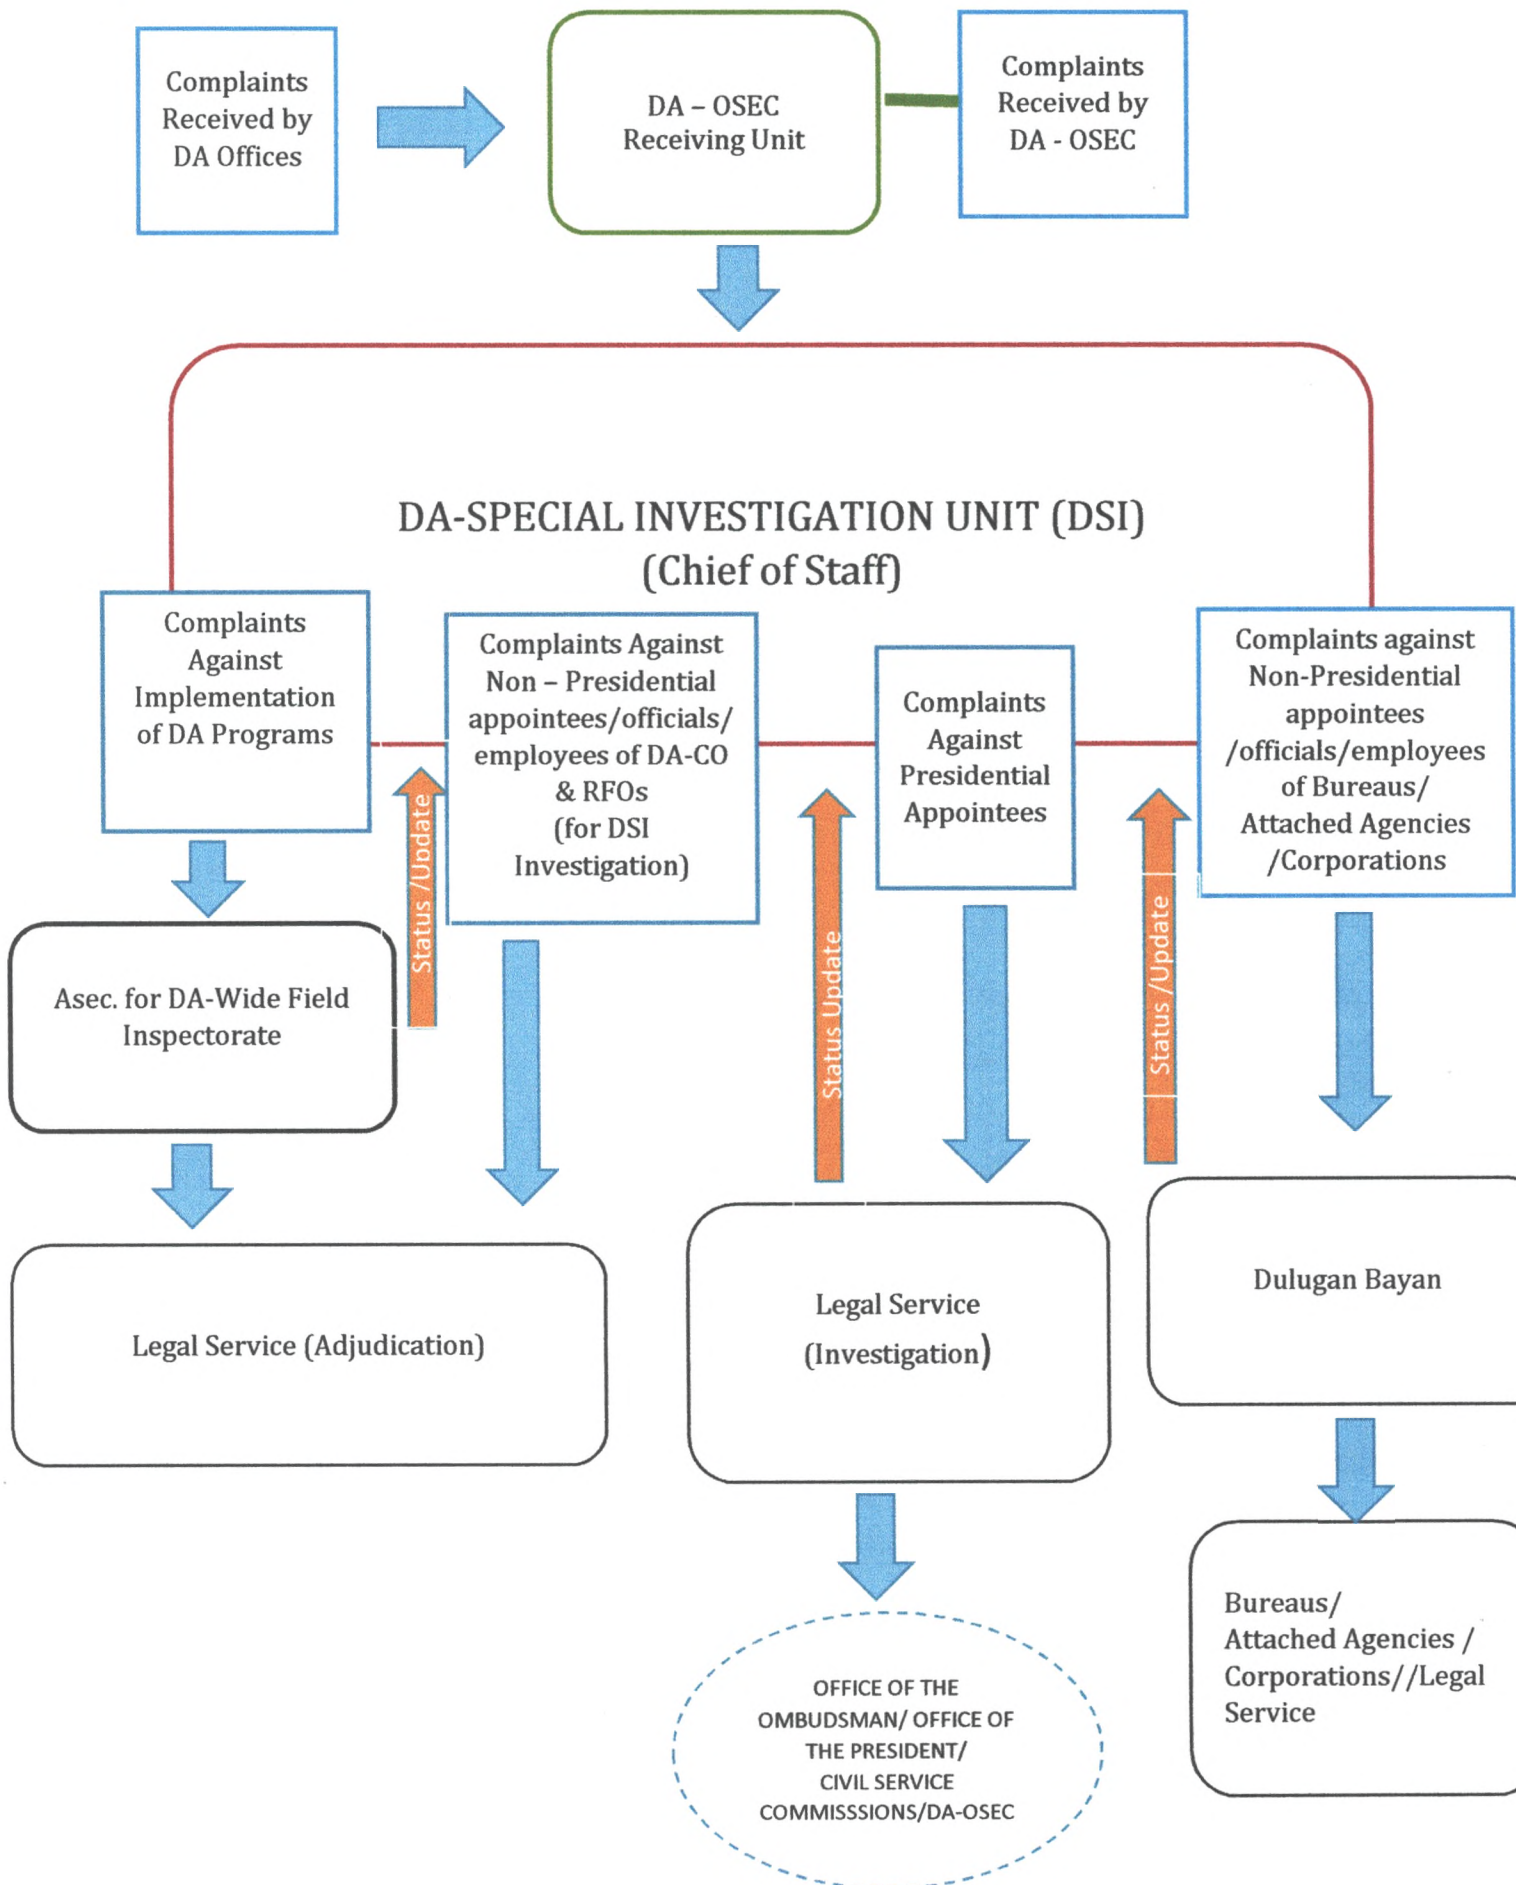 Complaints
Received by
DA Offices
DA – OSEC
Receiving Unit
Complaints
Received by
DA - OSEC
DA-SPECIAL INVESTIGATION UNIT (DSI)
(Chief of Staff)
Complaints
Against
Implementation
of DA Programs
Complaints Against
Non – Presidential
appointees/officials/
employees of DA-CO
& RFOs
(for DSI
Investigation)
Complaints
Against
Presidential
Appointees
Complaints against
Non-Presidential
appointees
/officials/employees
of Bureaus/
Attached Agencies
/Corporations
Status /Update
Status Update
Status /Update
Asec. for DA-Wide Field
Inspectorate
Legal Service (Adjudication)
Legal Service
(Investigation)
Dulugan Bayan
OFFICE OF THE
OMBUDSMAN/ OFFICE OF
THE PRESIDENT/
CIVIL SERVICE
COMMISSSIONS/DA-OSEC
Bureaus/
Attached Agencies /
Corporations//Legal
Service